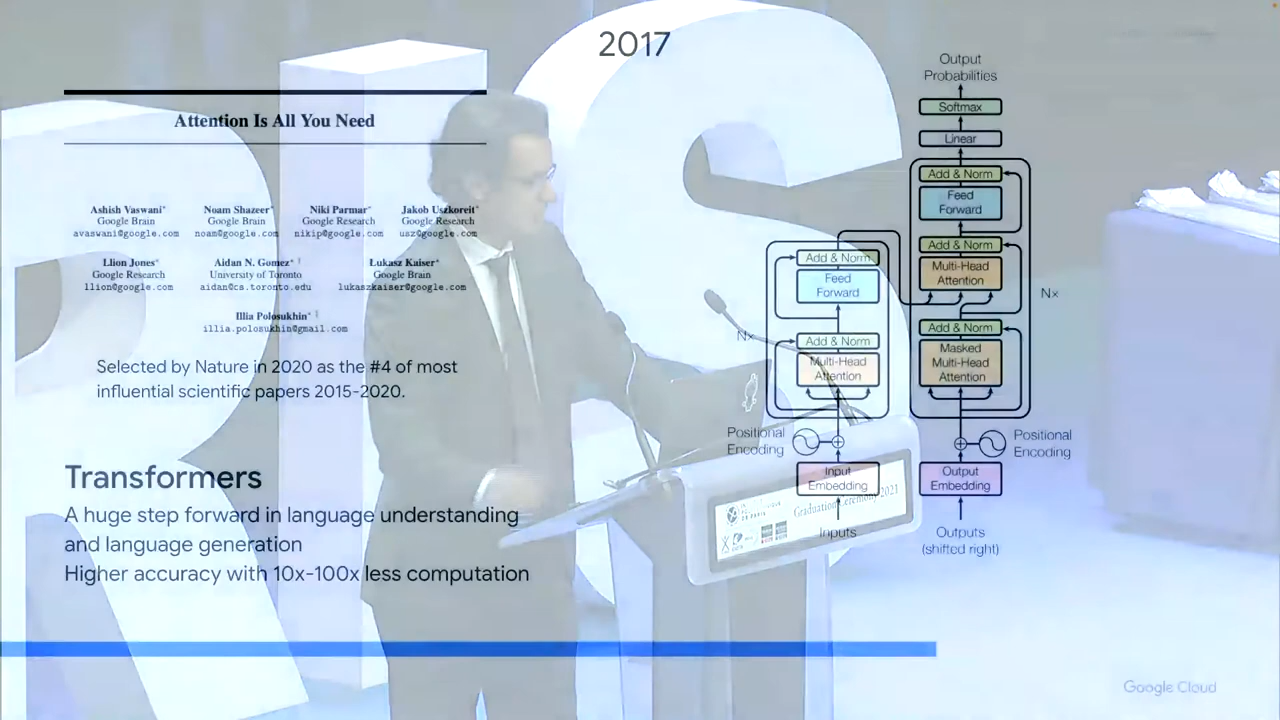 2017
Attention Is All You Need
Ashish Vaswani* Noam Shazeer* Niki Parmar* Jakob Uszkoreit*
Google Brain Google Brain Google Research Google Research
avaswani@google.com noam@google.com nikip@google.com usz@google.com
Llion Jones* Aidan N. Gomez* † Łukasz Kaiser*
Google Research University of Toronto Google Brain
llion@google.com aidan@cs.toronto.edu lukaszkaiser@google.com
Illia Polosukhin* ‡
illia.polosukhin@gmail.com
Selected by Nature in 2020 as the #4 of most
influential scientific papers 2015-2020.
Transformers
A huge step forward in language understanding
and language generation
Higher accuracy with 10x-100x less computation
Output
Probabilities
Softmax
Linear
Add & Norm
Feed
Forward
Add & Norm
Multi-Head
Attention
Add & Norm
Masked
Multi-Head
Attention
Nx
Positional
Encoding
Output
Embedding
Outputs
(shifted right)
Add & Norm
Feed
Forward
Add & Norm
Multi-Head
Attention
Nx
Positional
Encoding
Input
Embedding
Inputs
Graduation Ceremony 2021
RIS
Google Cloud